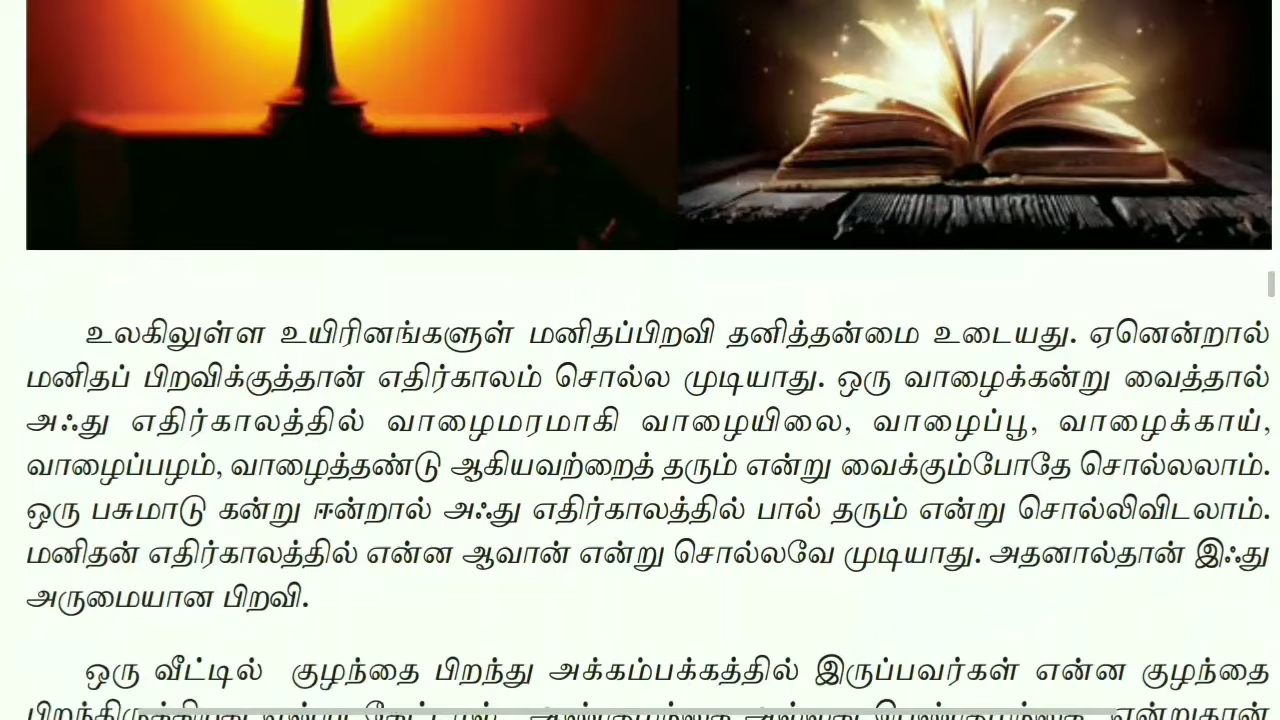 உலகிலுள்ள உயிரினங்களுள் மனிதப்பிறவி தனித்தன்மை உடையது. ஏனென்றால்
மனிதப் பிறவிக்குத்தான் எதிர்காலம் சொல்ல முடியாது. ஒரு வாழைக்கன்று வைத்தால்
அஃது எதிர்காலத்தில் வாழைமரமாகி வாழையிலை, வாழைப்பூ, வாழைக்காய்,
வாழைப்பழம், வாழைத்தண்டு ஆகியவற்றைத் தரும் என்று வைக்கும்போதே சொல்லலாம்.
ஒரு பசுமாடு கன்று ஈன்றால் அஃது எதிர்காலத்தில் பால் தரும் என்று சொல்லிவிடலாம்.
மனிதன் எதிர்காலத்தில் என்ன ஆவான் என்று சொல்லவே முடியாது. அதனால்தான் இஃது
அருமையான பிறவி.
ஒரு வீட்டில் குழந்தை பிறந்து அக்கம்பக்கத்தில் இருப்பவர்கள் என்ன குழந்தை